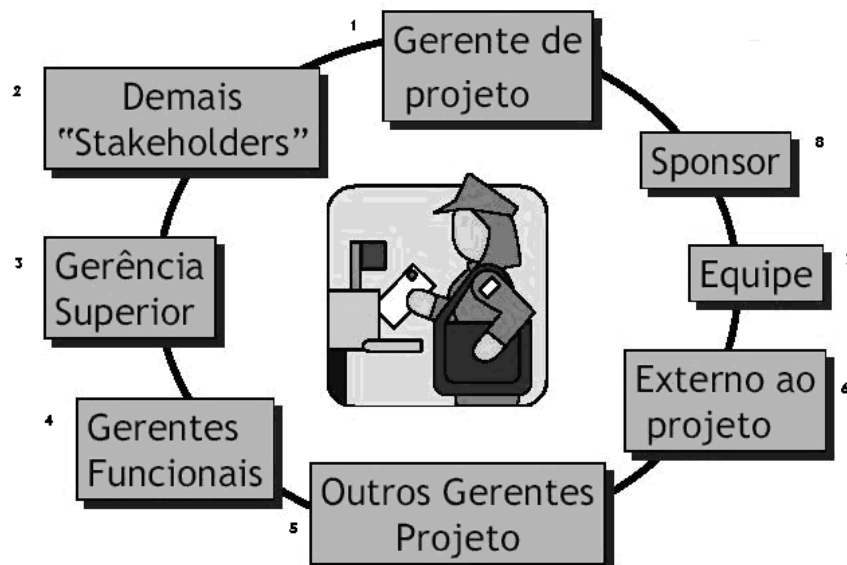 1
Gerente de
projeto
2
Demais
“Stakeholders”
3
Gerência
Superior
4
Gerentes
Funcionais
5
Outros Gerentes
Projeto
6
Externo ao
projeto
Equipe
8
Sponsor